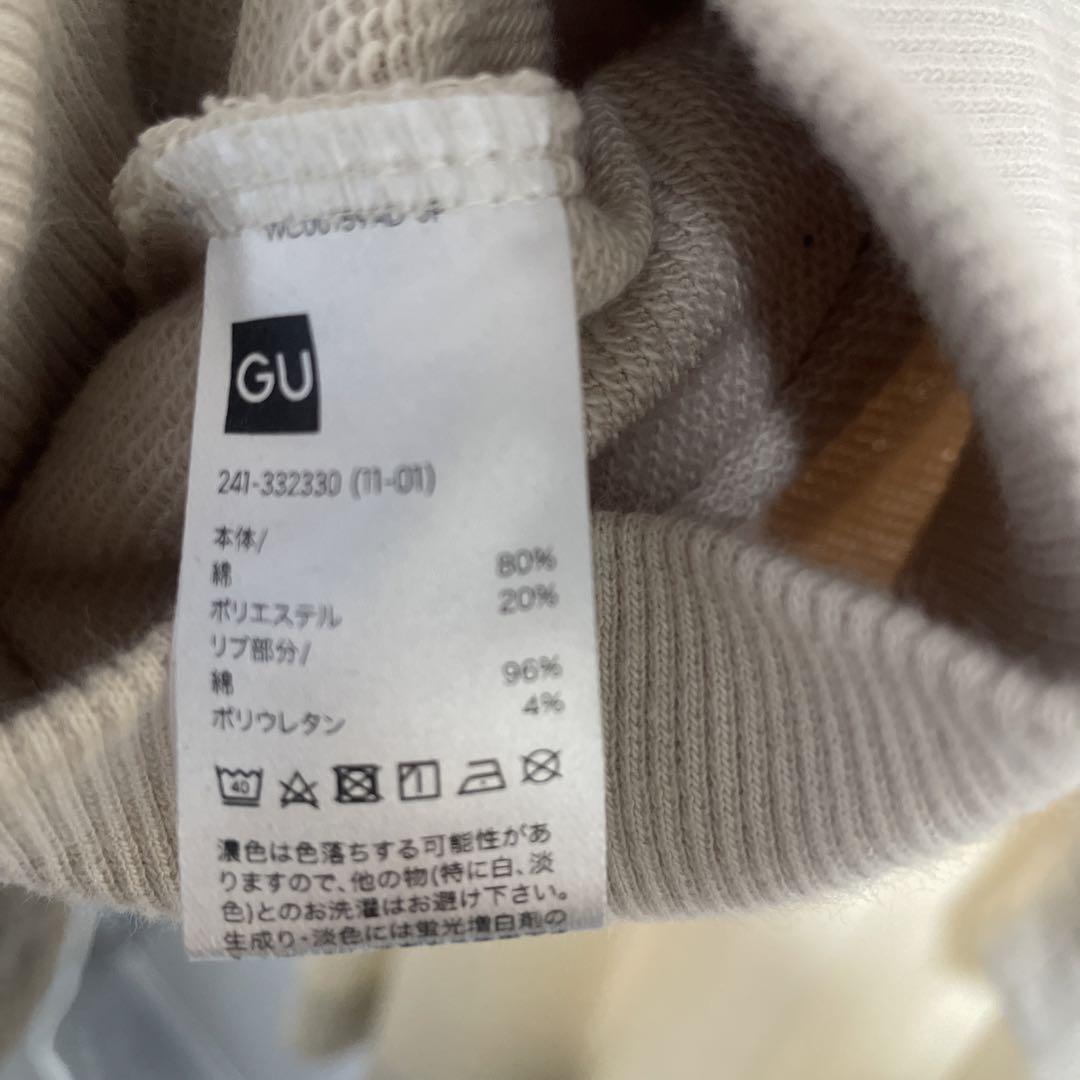 GU
241-332330 (11-01)
本体/
綿 80%
ポリエステル 20%
リブ部分/
綿 96%
ポリウレタン 4%
40
濃色は色落ちする可能性があ
りますので、他の物(特に白、淡
色)とのお洗濯はお避け下さい。
生成り・淡色には蛍光増白剤の